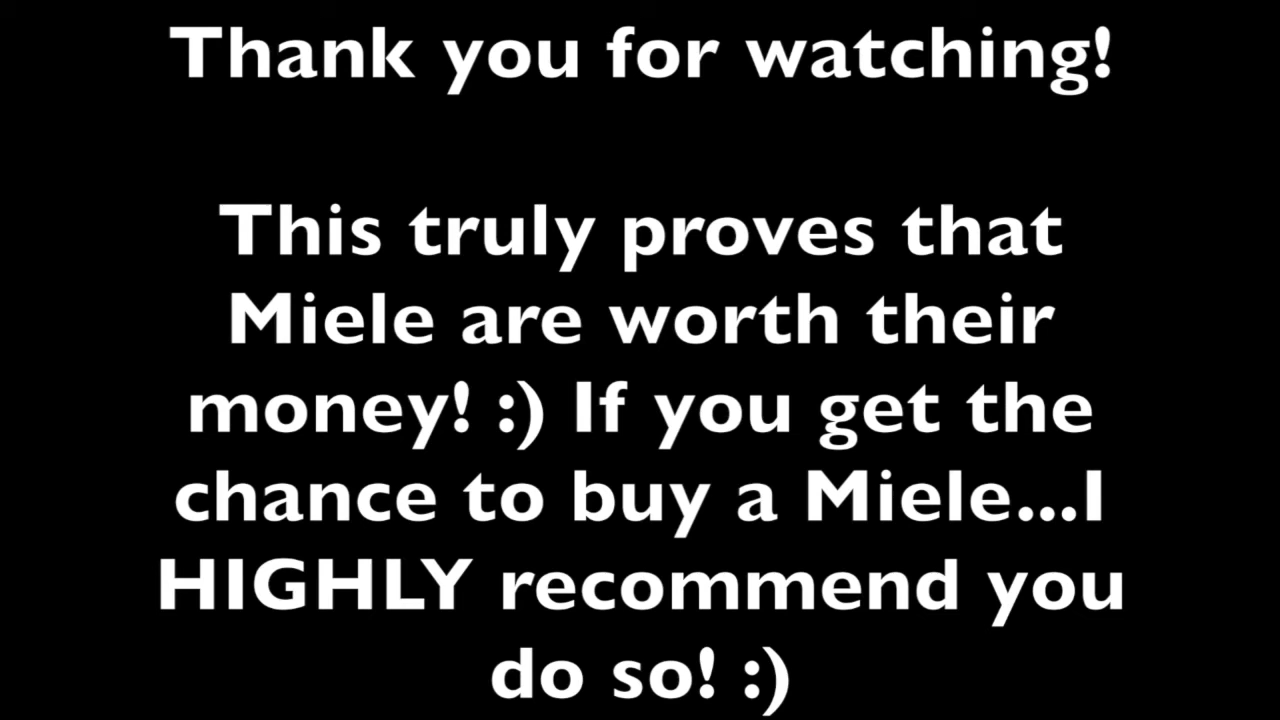 Thank you for watching!
This truly proves that
Miele are worth their
money! :) If you get the
chance to buy a Miele...I
HIGHLY recommend you
do so! :)